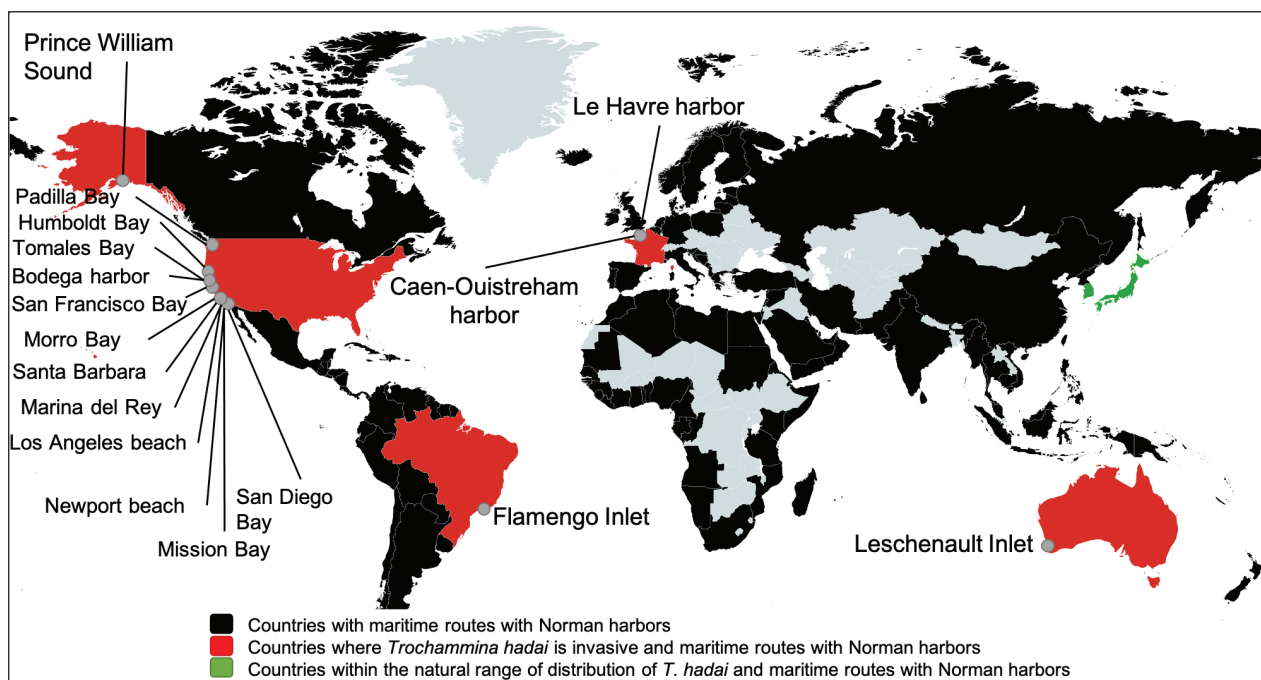 Prince William
Sound
Le Havre harbor
Padilla Bay
Humboldt Bay
Tomales Bay
Bodega harbor
San Francisco Bay
Caen-Ouistreham
harbor
Morro Bay
Santa Barbara
Marina del Rey
Los Angeles beach
Newport beach
San Diego
Bay
Mission Bay
Flamengo Inlet
Leschenault Inlet
Countries with maritime routes with Norman harbors
Countries where Trochammina hadai is invasive and maritime routes with Norman harbors
Countries within the natural range of distribution of T. hadai and maritime routes with Norman harbors